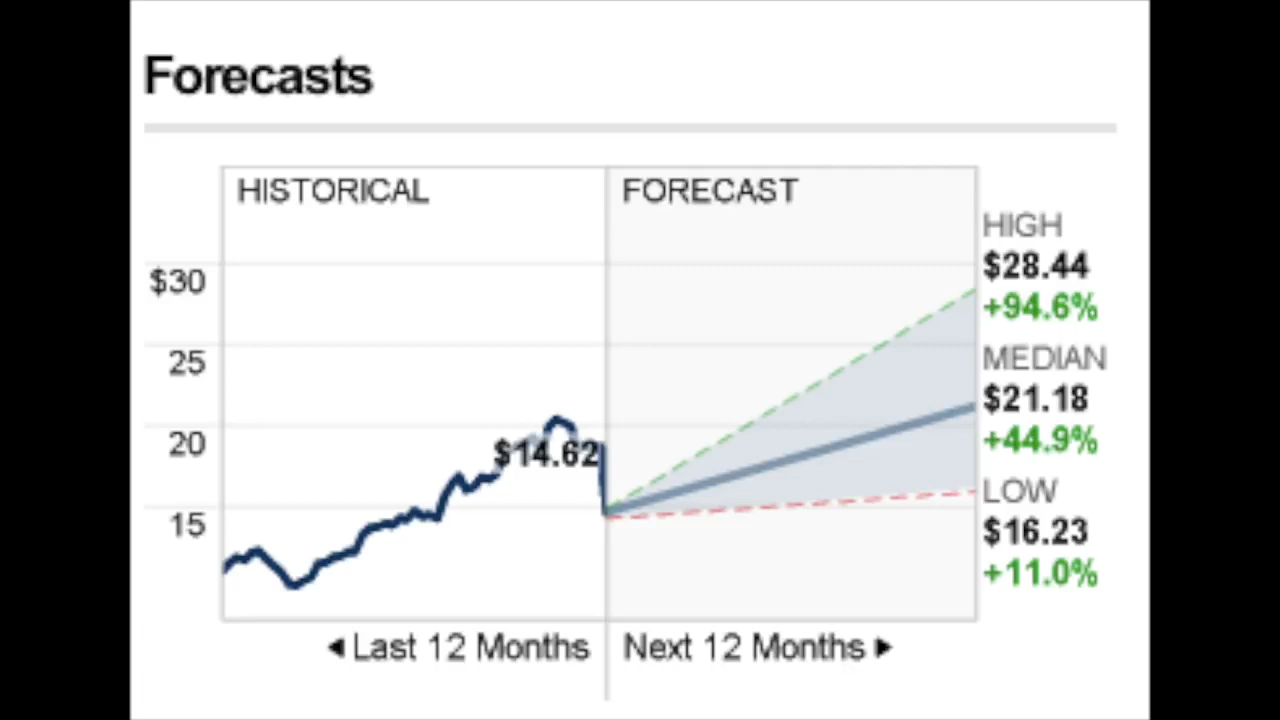 Forecasts
HISTORICAL
FORECAST
HIGH
$28.44
+94.6%
MEDIAN
$21.18
+44.9%
LOW
$16.23
+11.0%
$30
25
20
15
$14.62
◀ Last 12 Months
Next 12 Months ▶